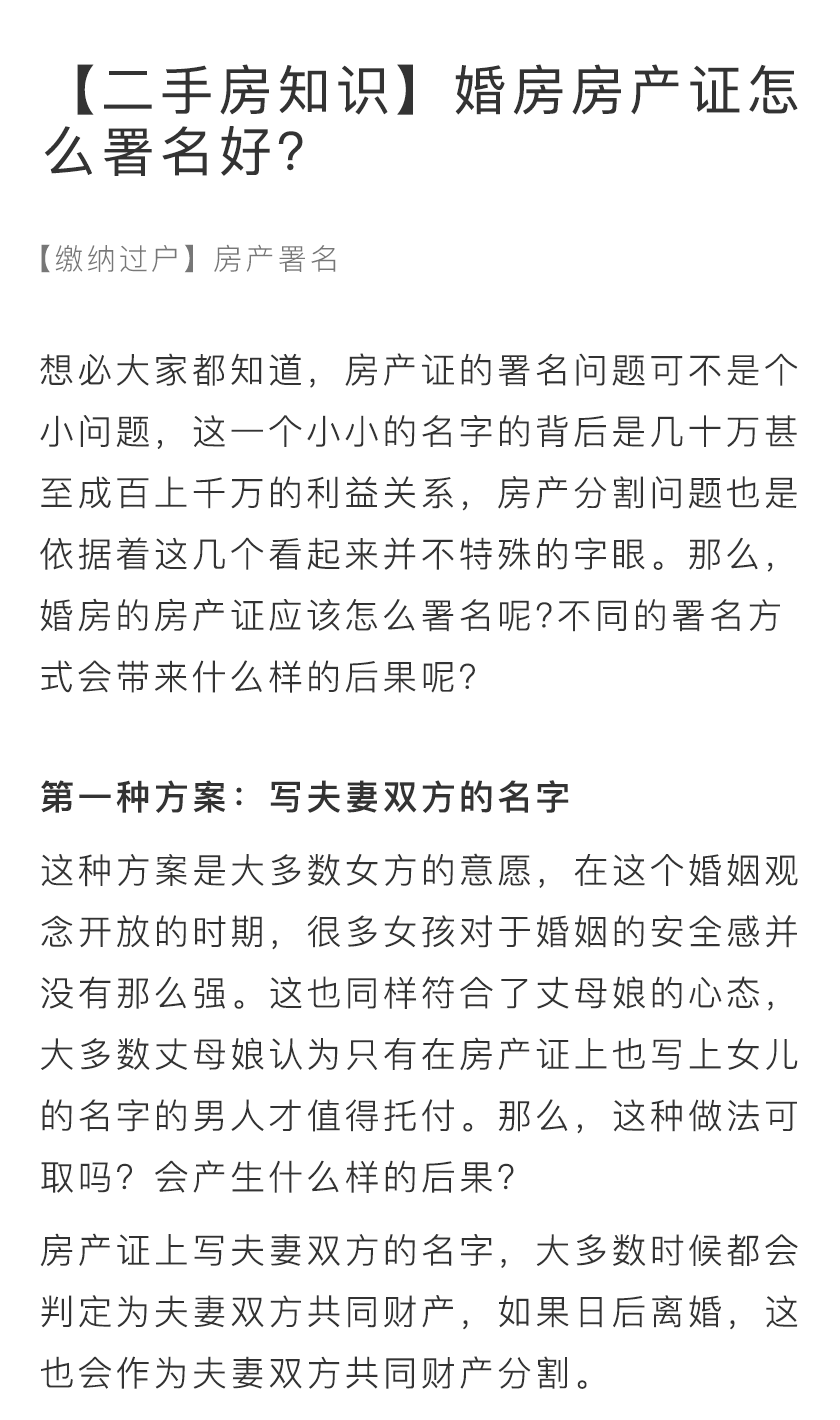 【二手房知识】婚房房产证怎
么署名好?
【缴纳过户】房产署名
想必大家都知道，房产证的署名问题可不是个
小问题，这一个小小的名字的背后是几十万甚
至成百上千万的利益关系，房产分割问题也是
依据着这几个看起来并不特殊的字眼。那么，
婚房的房产证应该怎么署名呢?不同的署名方
式会带来什么样的后果呢?
第一种方案：写夫妻双方的名字
这种方案是大多数女方的意愿，在这个婚姻观
念开放的时期，很多女孩对于婚姻的安全感并
没有那么强。这也同样符合了丈母娘的心态，
大多数丈母娘认为只有在房产证上也写上女儿
的名字的男人才值得托付。那么，这种做法可
取吗？会产生什么样的后果?
房产证上写夫妻双方的名字，大多数时候都会
判定为夫妻双方共同财产，如果日后离婚，这
也会作为夫妻双方共同财产分割。